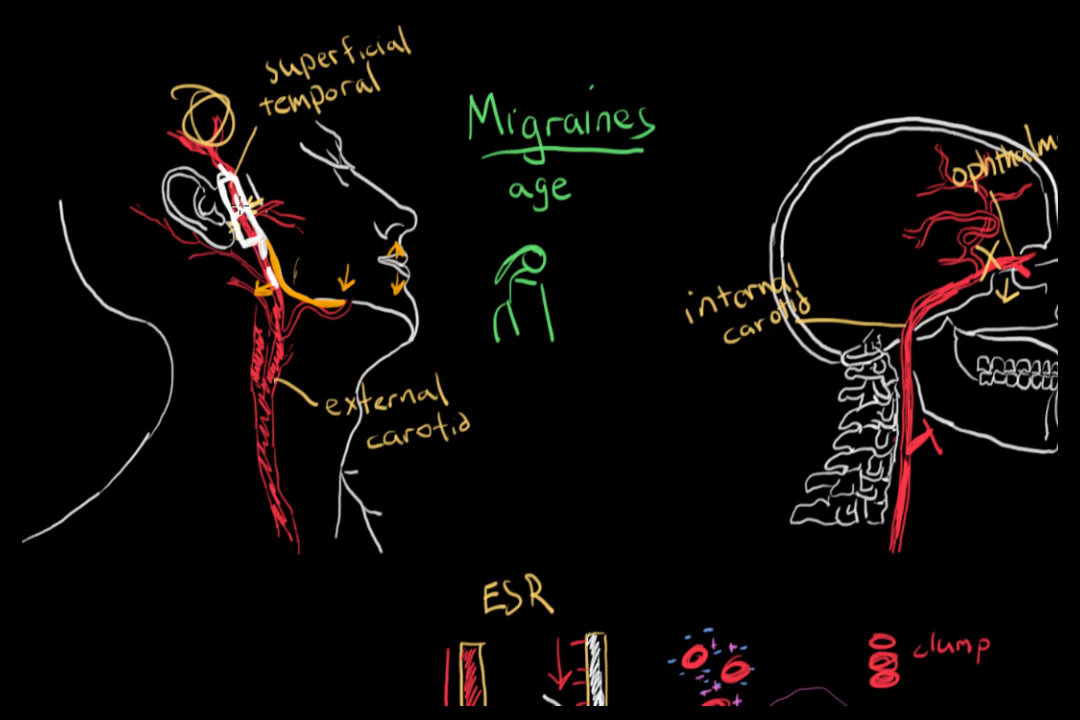 superficial
temporal
Migraines
age
ophthalm
internal
carotid
external
carotid
ESR
clump